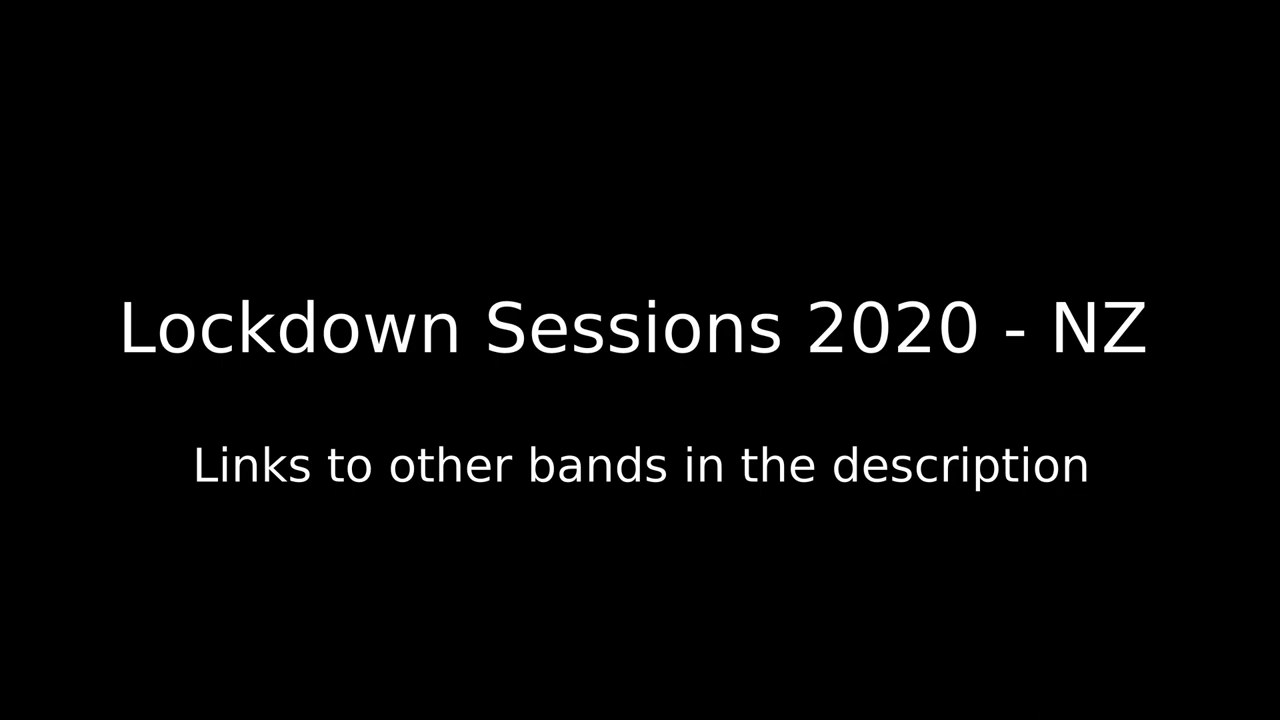 Lockdown Sessions 2020 - NZ
Links to other bands in the description